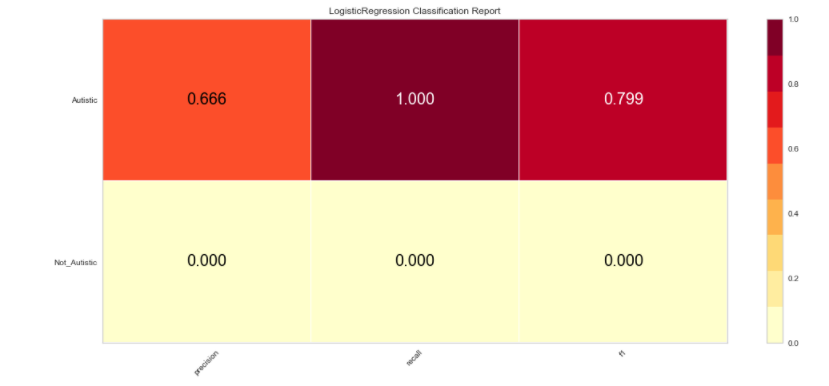 LogisticRegression Classification Report
1.0
Autistic
0.666
1.000
0.799
0.8
0.6
0.4
Not_Autistic
0.000
0.000
0.000
0.2
0.0
precision
recall
f1